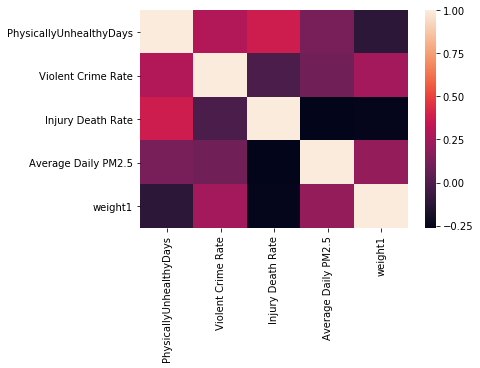 PhysicallyUnhealthyDays
Violent Crime Rate
Injury Death Rate
Average Daily PM2.5
weight1
PhysicallyUnhealthyDays
Violent Crime Rate
Injury Death Rate
Average Daily PM2.5
weight1
1.00
0.75
0.50
0.25
0.00
−0.25